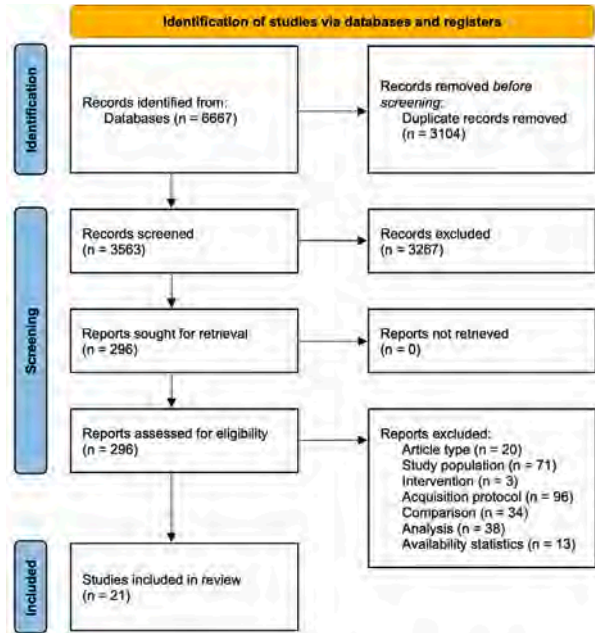 Identification of studies via databases and registers
Identification
Records identified from:
Databases (n = 6667)
Records removed before
screening:
Duplicate records removed
(n = 3104)
Screening
Records screened
(n = 3563)
Records excluded
(n = 3267)
Reports sought for retrieval
(n = 296)
Reports not retrieved
(n = 0)
Reports assessed for eligibility
(n = 296)
Reports excluded:
Article type (n = 20)
Study population (n = 71)
Intervention (n = 3)
Acquisition protocol (n = 96)
Comparison (n = 34)
Analysis (n = 38)
Availability statistics (n = 13)
Included
Studies included in review
(n = 21)